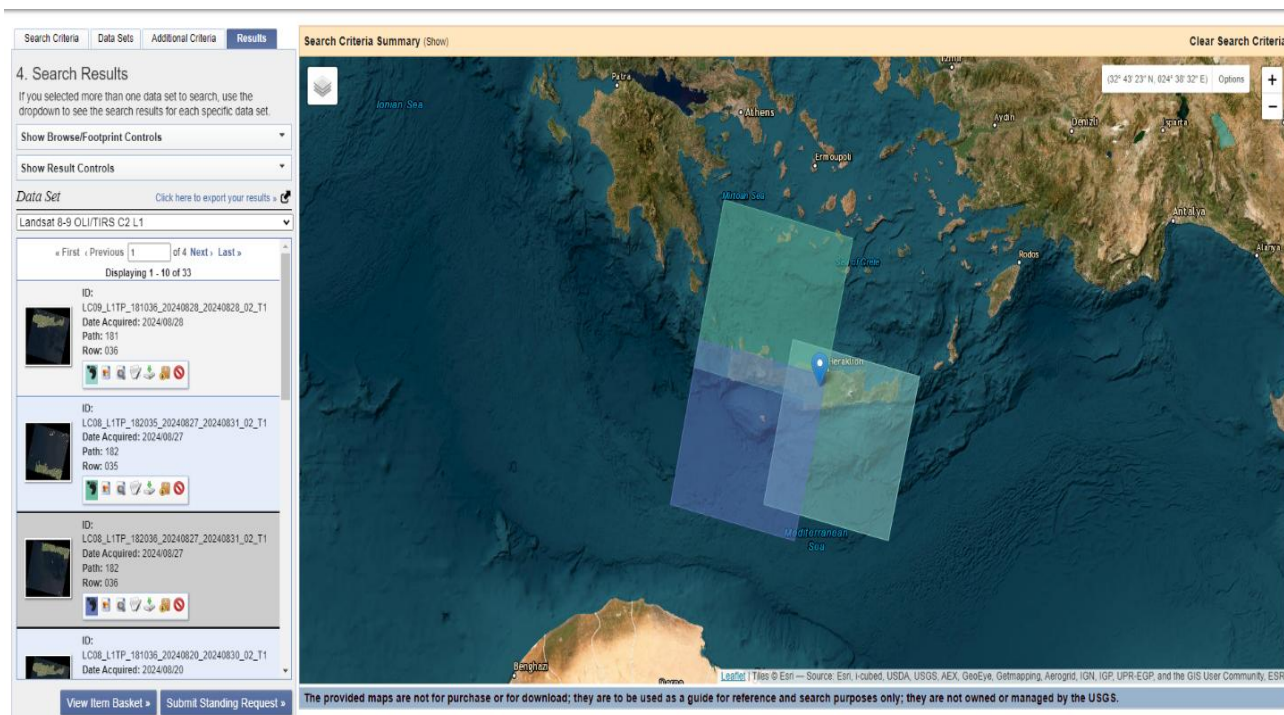 Search Criteria
Data Sets
Additional Criteria
Results
4. Search Results
If you selected more than one data set to search, use the
dropdown to see the search results for each specific data set.
Show Browse/Footprint Controls
Show Result Controls
Data Set
Click here to export your results »
Landsat 8-9 OLI/TIRS C2 L1
« First ‹ Previous 1 of 4 Next › Last »
Displaying 1 - 10 of 33
ID:
LC09_L1TP_181036_20240828_20240828_02_T1
Date Acquired: 2024/08/28
Path: 181
Row: 036
ID:
LC08_L1TP_182035_20240827_20240831_02_T1
Date Acquired: 2024/08/27
Path: 182
Row: 035
ID:
LC08_L1TP_182036_20240827_20240831_02_T1
Date Acquired: 2024/08/27
Path: 182
Row: 036
ID:
LC08_L1TP_181036_20240820_20240830_02_T1
Date Acquired: 2024/08/20
View Item Basket »
Submit Standing Request »
Search Criteria Summary (Show)
Clear Search Criteria
(32° 43' 23" N, 024° 38' 32" E)
Options
+
−
Izmir
Patra
Ionian Sea
Athens
Aydin
Denizli
Isparta
Ermoupoli
Mirtoan Sea
Antalya
Alanya
Sea of Crete
Rodos
Heraklion
Mediterranean
Sea
Benghazi
Leaflet | Tiles © Esri — Source: Esri, i-cubed, USDA, USGS, AEX, GeoEye, Getmapping, Aerogrid, IGN, IGP, UPR-EGP, and the GIS User Community, ESR
The provided maps are not for purchase or for download; they are to be used as a guide for reference and search purposes only; they are not owned or managed by the USGS.